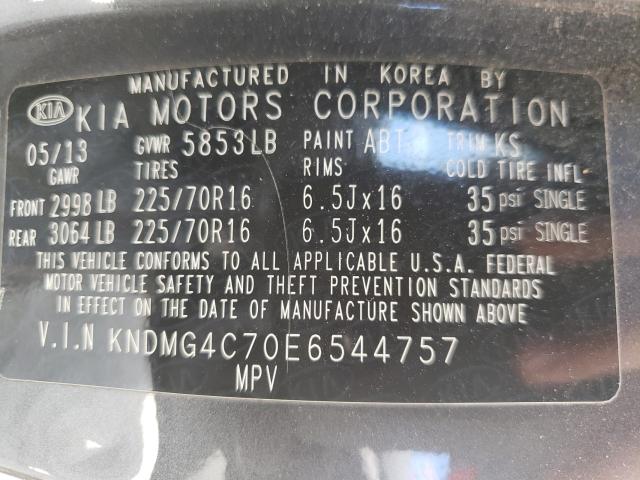 MANUFACTURED IN KOREA BY
KIA KIA MOTORS CORPORATION
05/13 GVWR 5853LB PAINT ABT TRIM KS
GAWR TIRES RIMS COLD TIRE INFL
FRONT 2998 LB 225/70R16 6.5Jx16 35 psi SINGLE
REAR 3064 LB 225/70R16 6.5Jx16 35 psi SINGLE
THIS VEHICLE CONFORMS TO ALL APPLICABLE U.S.A. FEDERAL
MOTOR VEHICLE SAFETY AND THEFT PREVENTION STANDARDS
IN EFFECT ON THE DATE OF MANUFACTURE SHOWN ABOVE
V.I.N KNDMG4C70E6544757
MPV